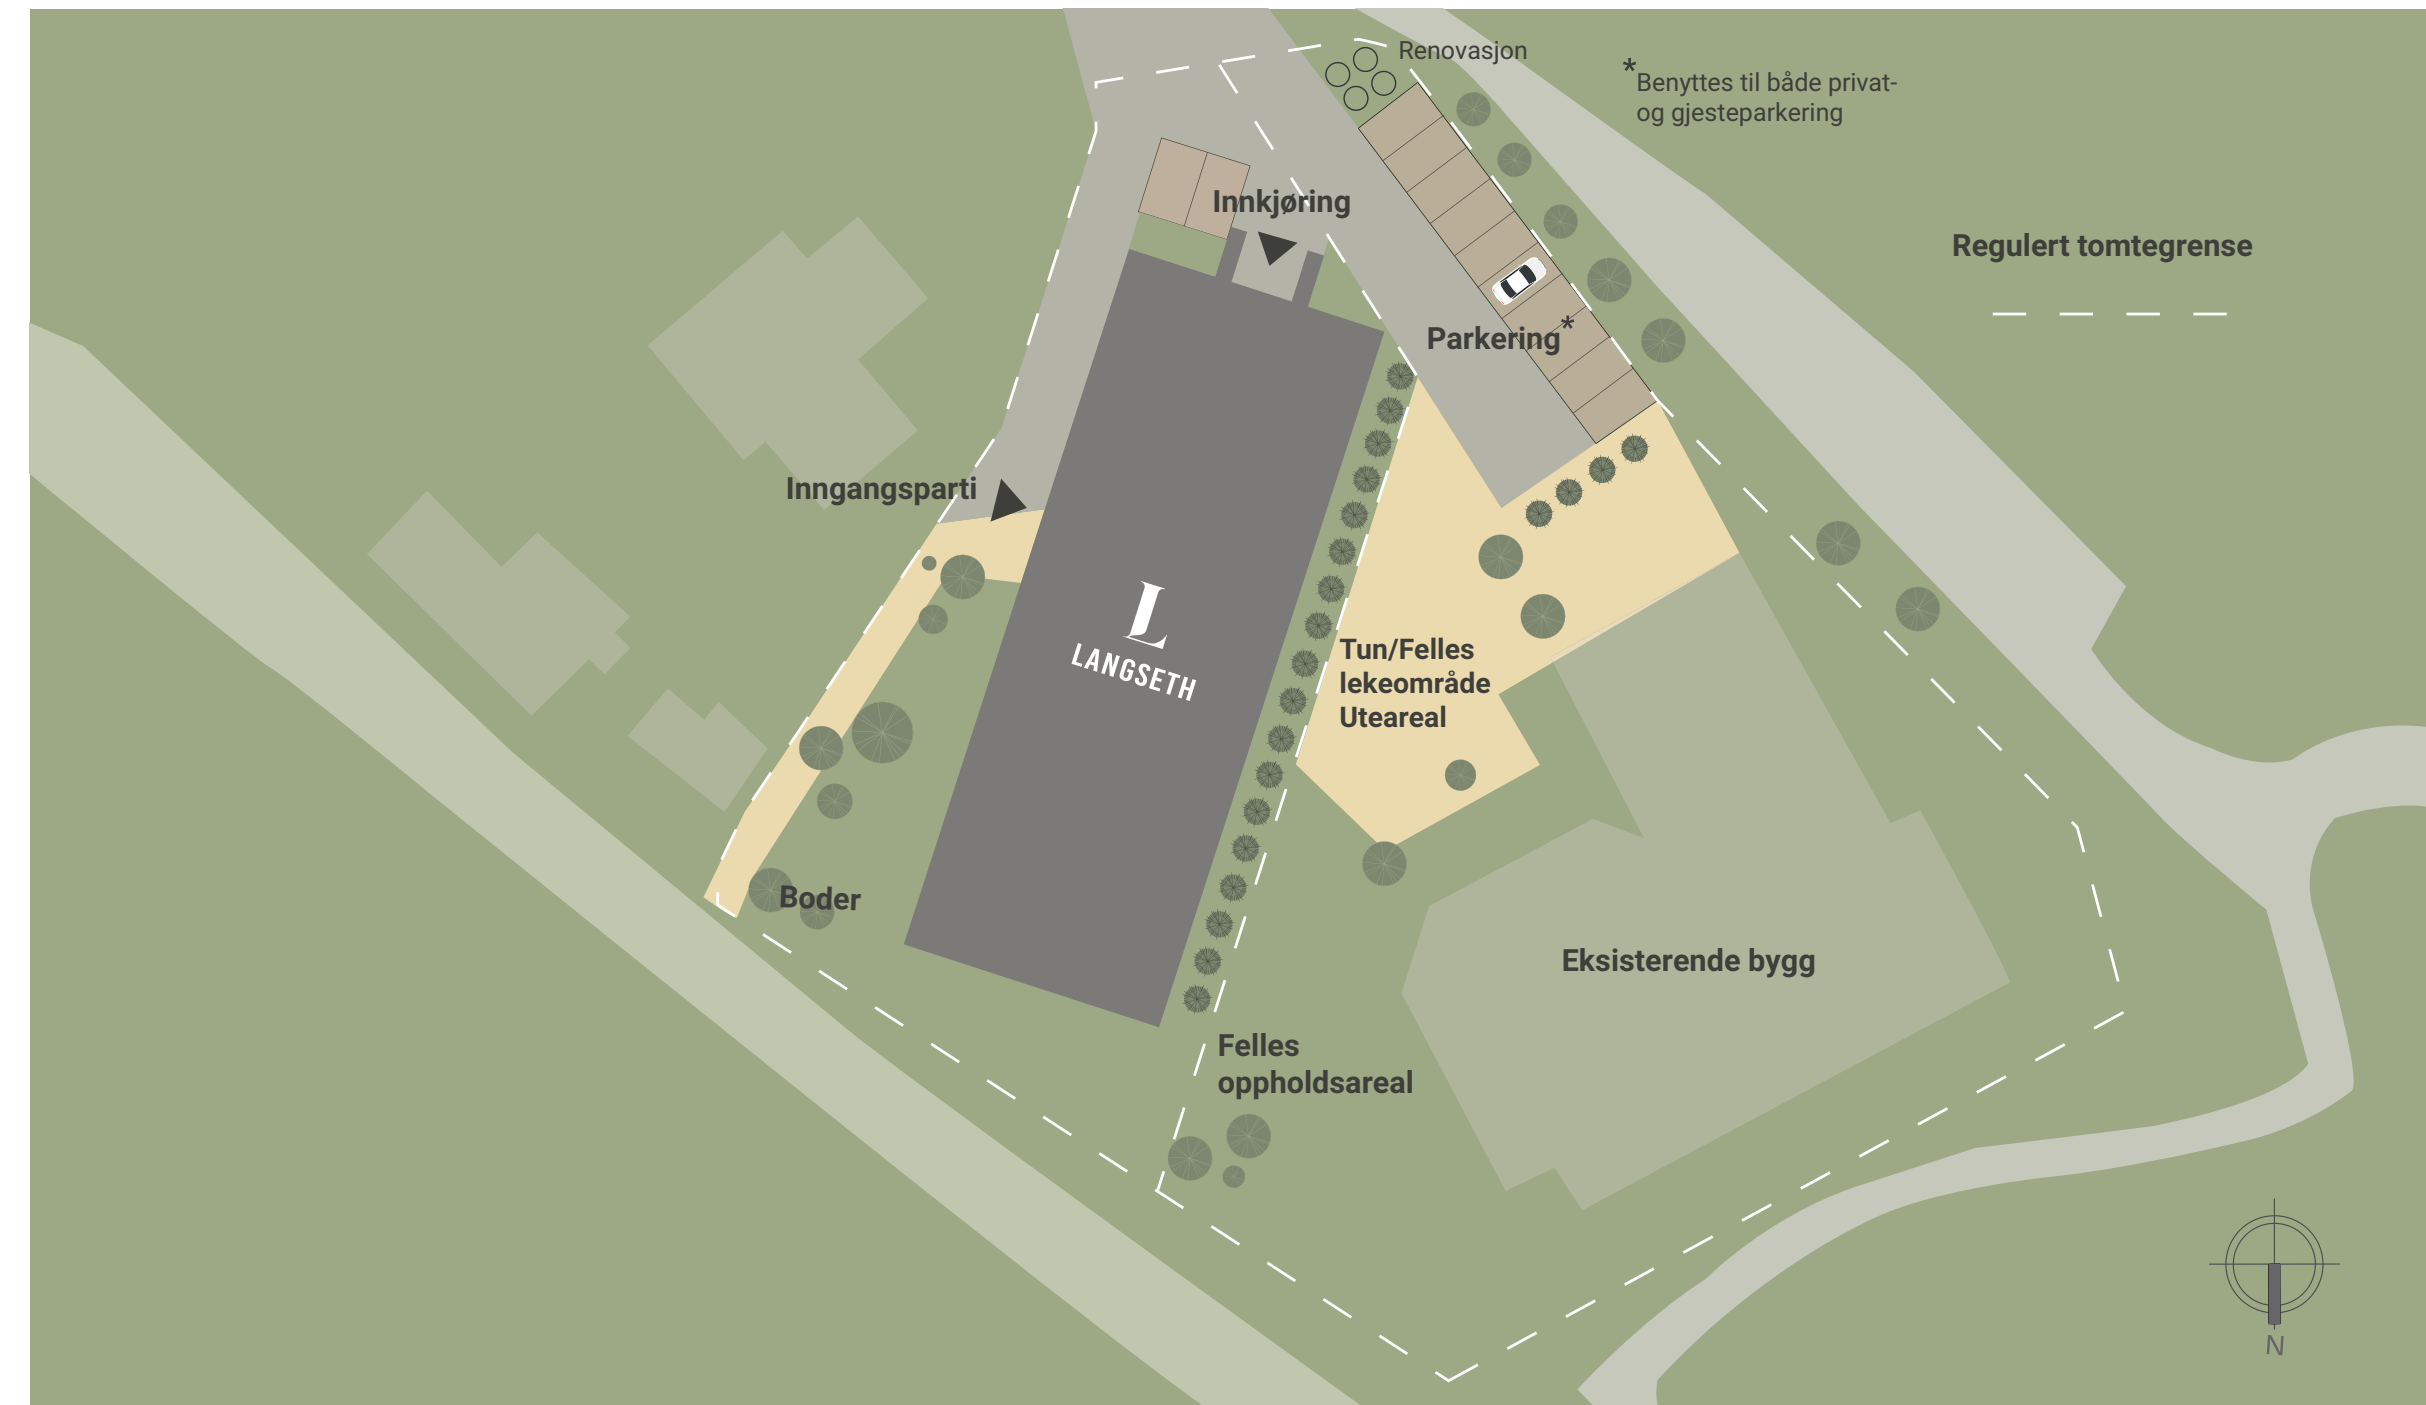 Renovasjon
*Benyttes til både privat-
og gjesteparkering
Innkjøring
Regulert tomtegrense
Parkering*
Inngangsparti
L
LANGSETH
Tun/Felles
lekeområde
Uteareal
Boder
Eksisterende bygg
Felles
oppholdsareal
N